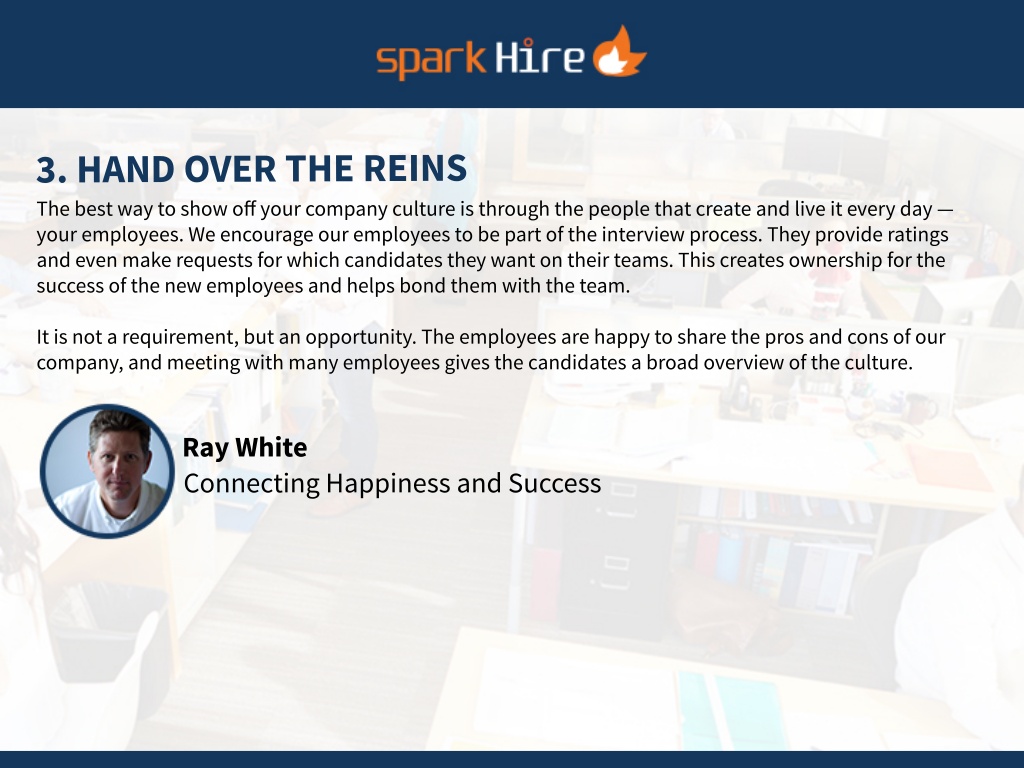 spark Hire
3. HAND OVER THE REINS
The best way to show off your company culture is through the people that create and live it every day —
your employees. We encourage our employees to be part of the interview process. They provide ratings
and even make requests for which candidates they want on their teams. This creates ownership for the
success of the new employees and helps bond them with the team.
It is not a requirement, but an opportunity. The employees are happy to share the pros and cons of our
company, and meeting with many employees gives the candidates a broad overview of the culture.
Ray White
Connecting Happiness and Success